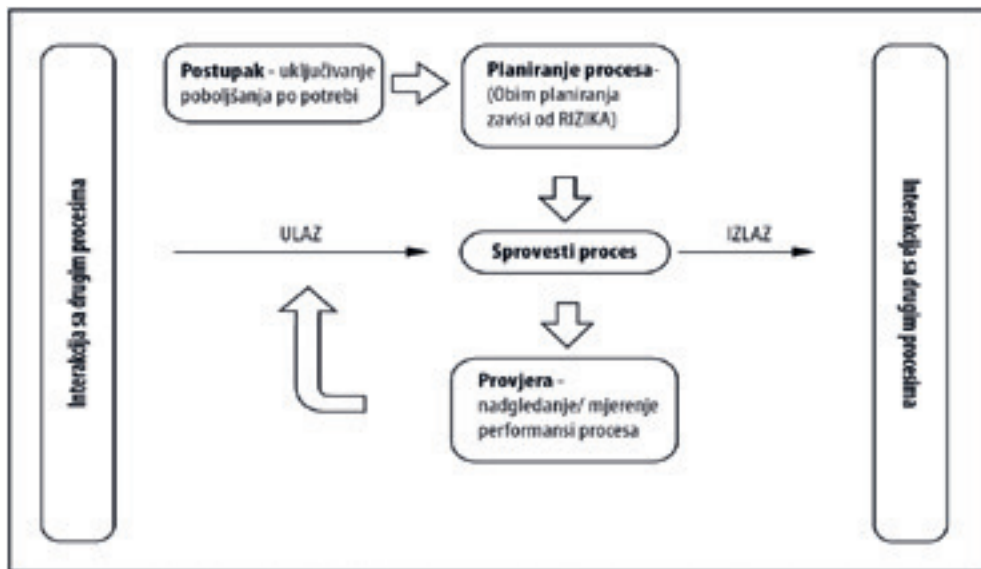 Interakcija sa drugim procesima
Postupak - uključivanje
poboljšanja po potrebi
Planiranje procesa-
(Obim planiranja
zavisi od RIZIKA)
ULAZ
Sprovesti proces
IZLAZ
Provjera -
nadgledanje/ mjerenje
performansi procesa
Interakcija sa drugim procesima